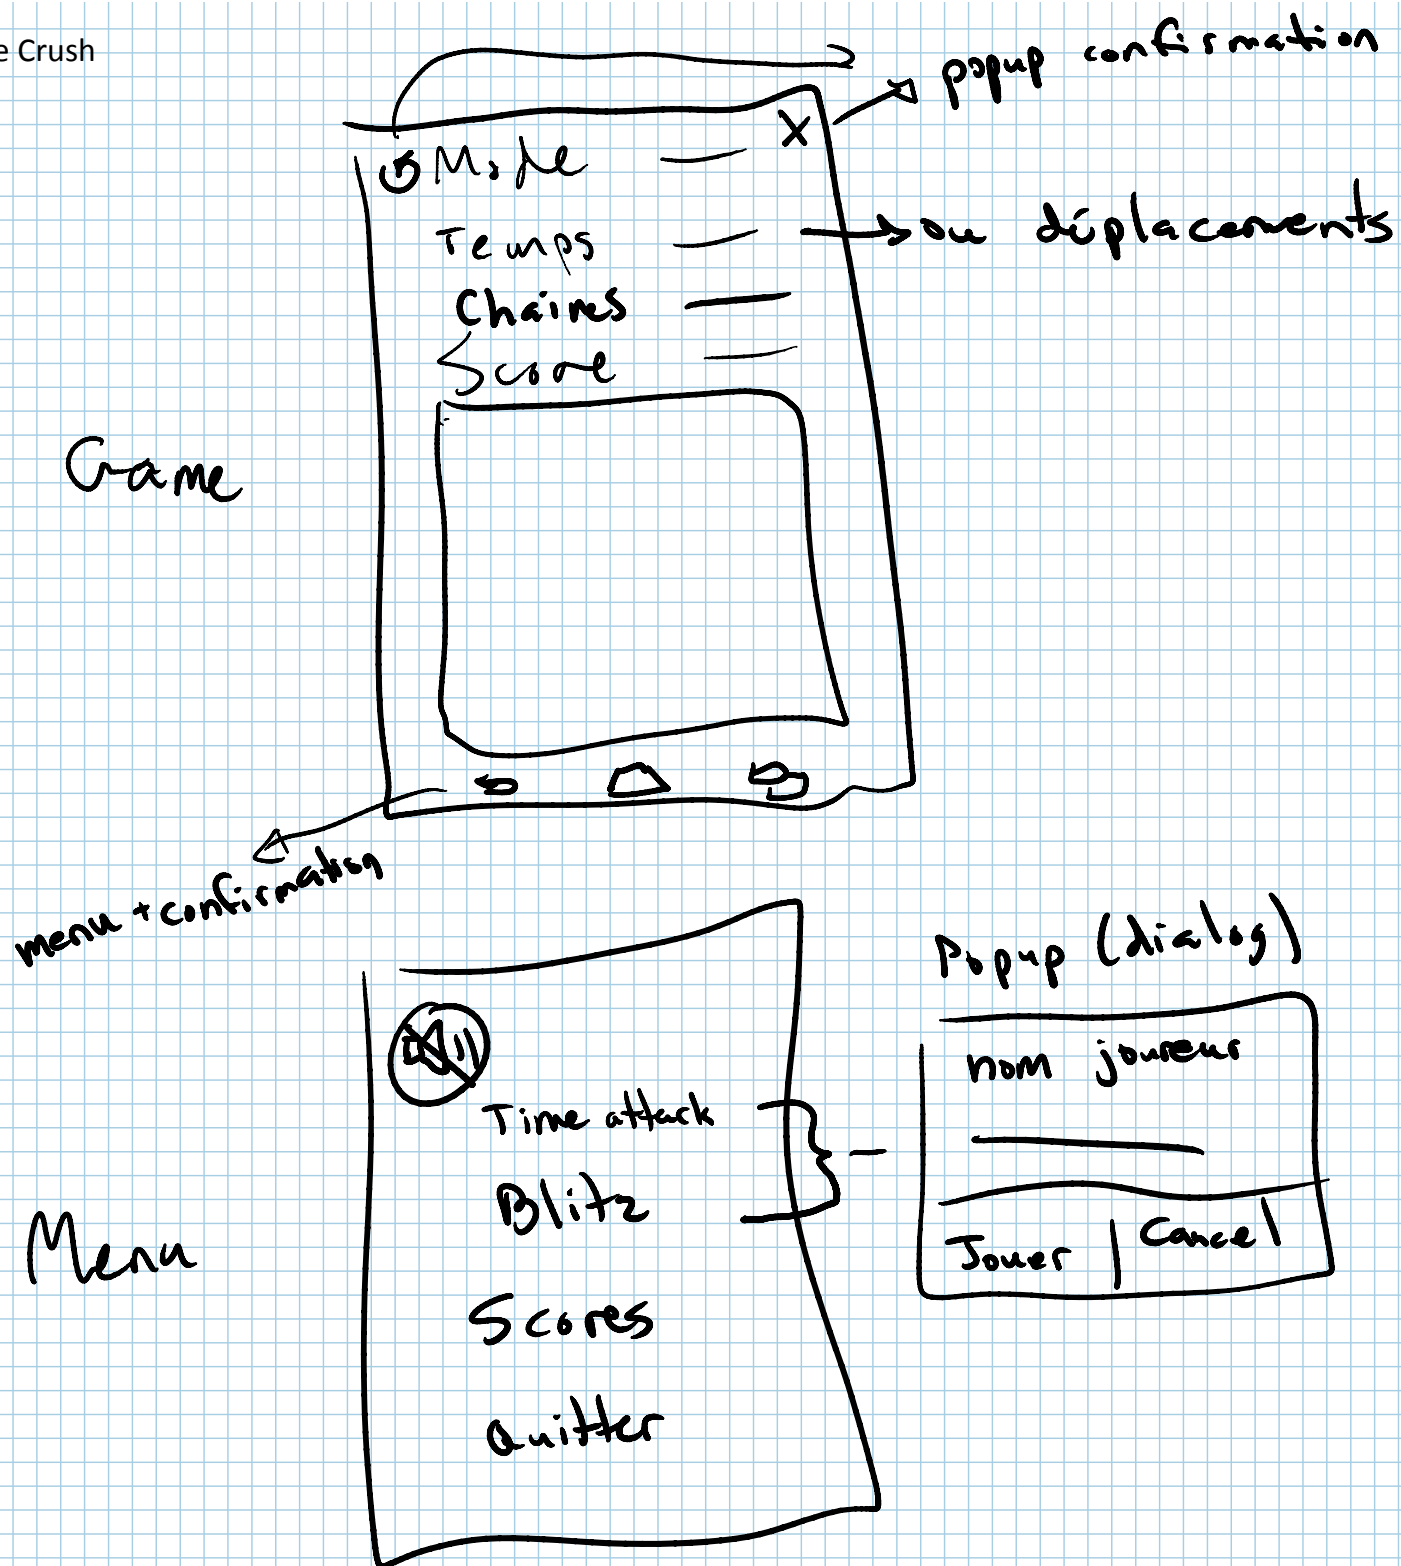 e Crush
popup confirmation
X
Mode
Temps
ou déplacements
Chaines
Score
Game
menu + confirmation
Popup (dialog)
nom joureur
Time attack
Blitz
Jouer | Cancel
Menu
Scores
Quitter